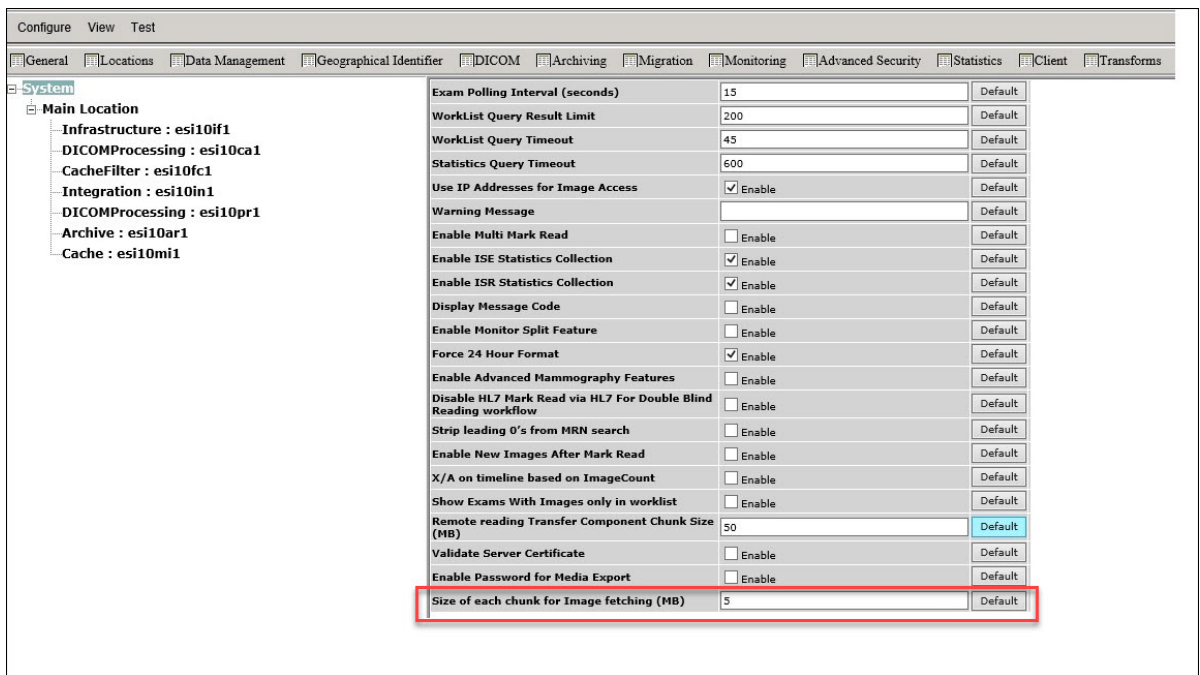 Configure View Test
General Locations Data Management Geographical Identifier DICOM Archiving Migration Monitoring Advanced Security Statistics Client Transforms
System
Main Location
Infrastructure : esi10if1
DICOMProcessing : esi10ca1
CacheFilter : esi10fc1
Integration : esi10in1
DICOMProcessing : esi10pr1
Archive : esi10ar1
Cache : esi10mi1
Exam Polling Interval (seconds) 15 Default
WorkList Query Result Limit 200 Default
WorkList Query Timeout 45 Default
Statistics Query Timeout 600 Default
Use IP Addresses for Image Access Enable Default
Warning Message Default
Enable Multi Mark Read Enable Default
Enable ISE Statistics Collection Enable Default
Enable ISR Statistics Collection Enable Default
Display Message Code Enable Default
Enable Monitor Split Feature Enable Default
Force 24 Hour Format Enable Default
Enable Advanced Mammography Features Enable Default
Disable HL7 Mark Read via HL7 For Double Blind
Reading workflow Enable Default
Strip leading 0's from MRN search Enable Default
Enable New Images After Mark Read Enable Default
X/A on timeline based on ImageCount Enable Default
Show Exams With Images only in worklist Enable Default
Remote reading Transfer Component Chunk Size
(MB) 50 Default
Validate Server Certificate Enable Default
Enable Password for Media Export Enable Default
Size of each chunk for Image fetching (MB) 5 Default